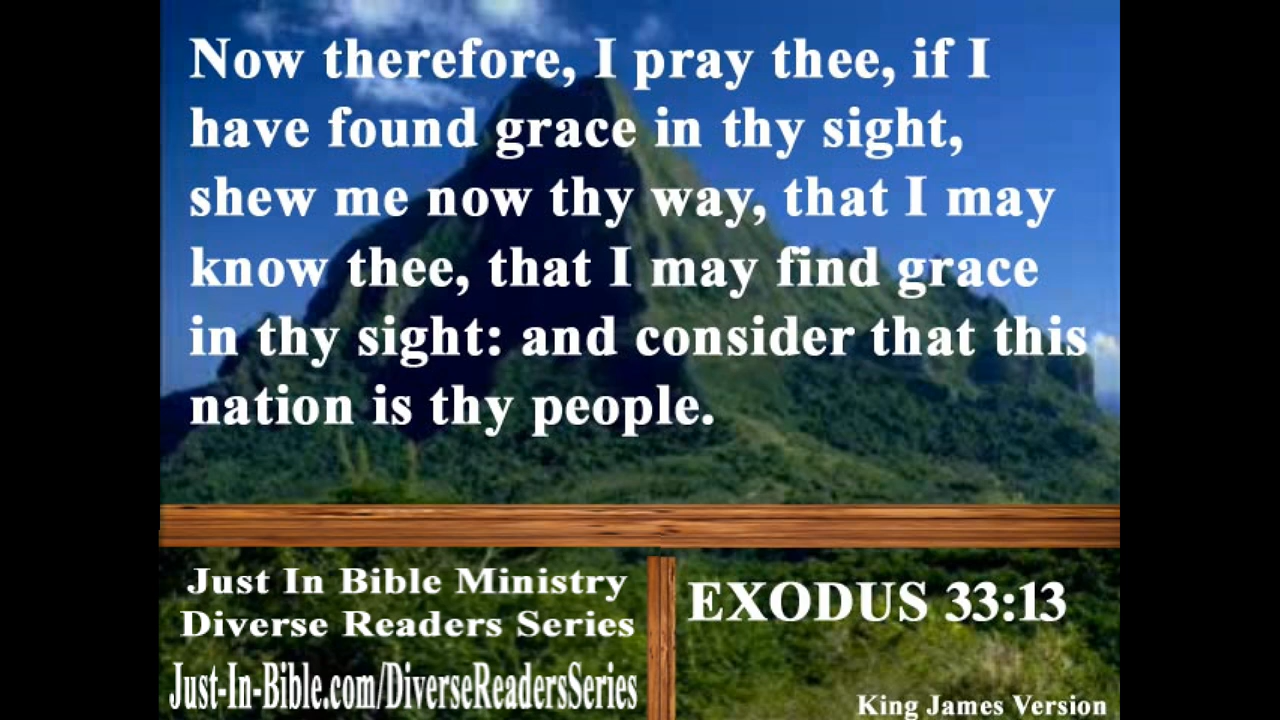 Now therefore, I pray thee, if I
have found grace in thy sight,
shew me now thy way, that I may
know thee, that I may find grace
in thy sight: and consider that this
nation is thy people.
Just In Bible Ministry
Diverse Readers Series
Just-In-Bible.com/DiverseReadersSeries
EXODUS 33:13
King James Version